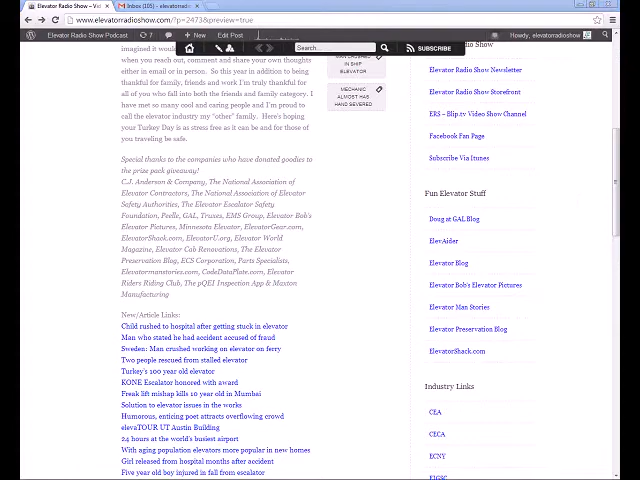 Elevator Radio Show – Vid
Inbox (105) - elevatorradio
www.elevatorradioshow.com/?p=2473&preview=true
Elevator Radio Show Podcast 7 + New Edit Post Howdy, elevatorradioshow
Search... SUBSCRIBE
imagined it would
when you reach out, comment and share your own thoughts
either in email or in person. So this year in addition to being
thankful for family, friends and work I'm truly thankful for
all of you who fall into both the friends and family category. I
have met so many cool and caring people and I'm proud to
call the elevator industry my "other" family. Here's hoping
your Turkey Day is as stress free as it can be and for those of
you traveling be safe.
Special thanks to the companies who have donated goodies to
the prize pack giveaway!
C.J. Anderson & Company, The National Association of
Elevator Contractors, The National Association of Elevator
Safety Authorities, The Elevator Escalator Safety
Foundation, Peelle, GAL, Truxes, EMS Group, Elevator Bob's
Elevator Pictures, Minnesota Elevator, ElevatorGear.com,
ElevatorShack.com, ElevatorU.org, Elevator World
Magazine, Elevator Cab Renovations, The Elevator
Preservation Blog, ECS Corporation, Parts Specialists,
Elevatormanstories.com, CodeDataPlate.com, Elevator
Riders Riding Club, The pQEI Inspection App & Maxton
Manufacturing
New/Article Links:
Child rushed to hospital after getting stuck in elevator
Man who stated he had accident accused of fraud
Sweden: Man crushed working on elevator on ferry
Two people rescued from stalled elevator
Turkey's 100 year old elevator
KONE Escalator honored with award
Freak lift mishap kills 10 year old in Mumbai
Solution to elevator issues in the works
Humorous, enticing poet attracts overflowing crowd
elevaTOUR UT Austin Building
24 hours at the world's busiest airport
With aging population elevators more popular in new homes
Girl released from hospital months after accident
Five year old boy injured in fall from escalator
MAN CRUSHED
IN SHIP
ELEVATOR
MECHANIC
ALMOST HAS
HAND SEVERED
Show
Elevator Radio Show Newsletter
Elevator Radio Show Storefront
ERS – Blip.tv Show Channel
Facebook Fan Page
Subscribe Via Itunes
Fun Elevator Stuff
Doug at GAL Blog
ElevAider
Elevator Blog
Elevator Bob's Elevator Pictures
Elevator Man Stories
Elevator Preservation Blog
ElevatorShack.com
Industry Links
CEA
CECA
ECNY